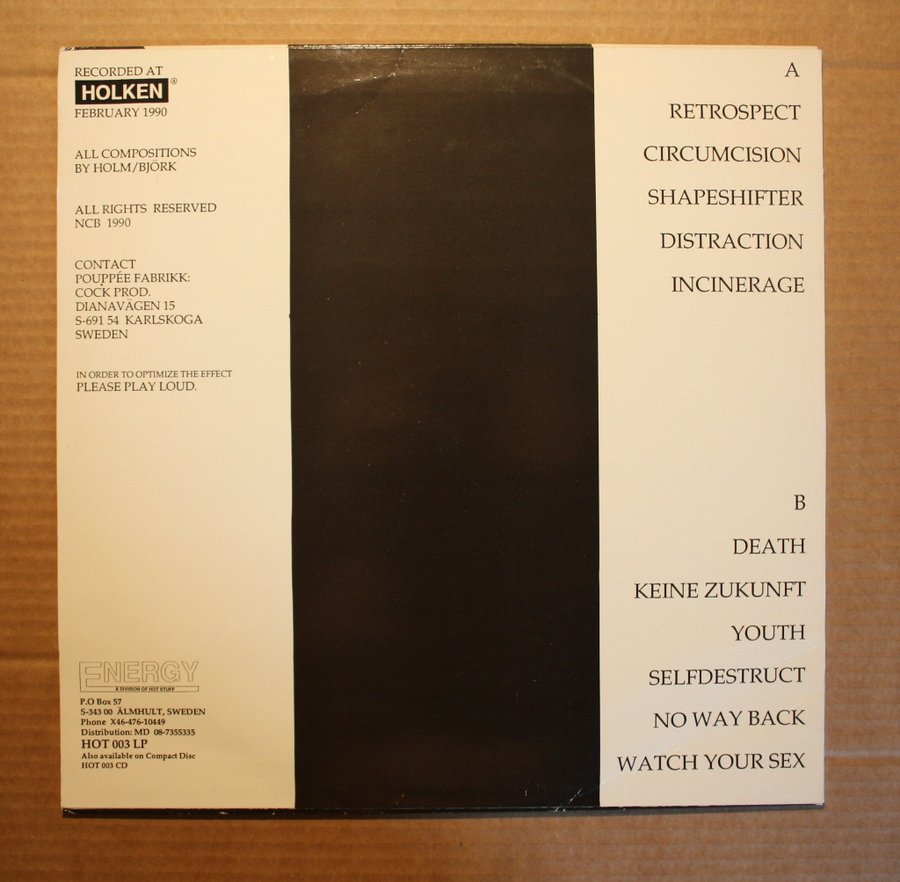 RECORDED AT
HOLKEN®
FEBRUARY 1990
ALL COMPOSITIONS
BY HOLM/BJÖRK
ALL RIGHTS RESERVED
NCB 1990
CONTACT
POUPPÉE FABRIKK:
COCK PROD.
DIANAVÄGEN 15
S-691 54 KARLSKOGA
SWEDEN
IN ORDER TO OPTIMIZE THE EFFECT
PLEASE PLAY LOUD.
ENERGY
A DIVISION OF HOT STUFF
P.O Box 57
S-343 00 ÄLMHULT, SWEDEN
Phone X46-476-10449
Distribution: MD 08-7355335
HOT 003 LP
Also available on Compact Disc
HOT 003 CD
A
RETROSPECT
CIRCUMCISION
SHAPESHIFTER
DISTRACTION
INCINERAGE
B
DEATH
KEINE ZUKUNFT
YOUTH
SELFDESTRUCT
NO WAY BACK
WATCH YOUR SEX